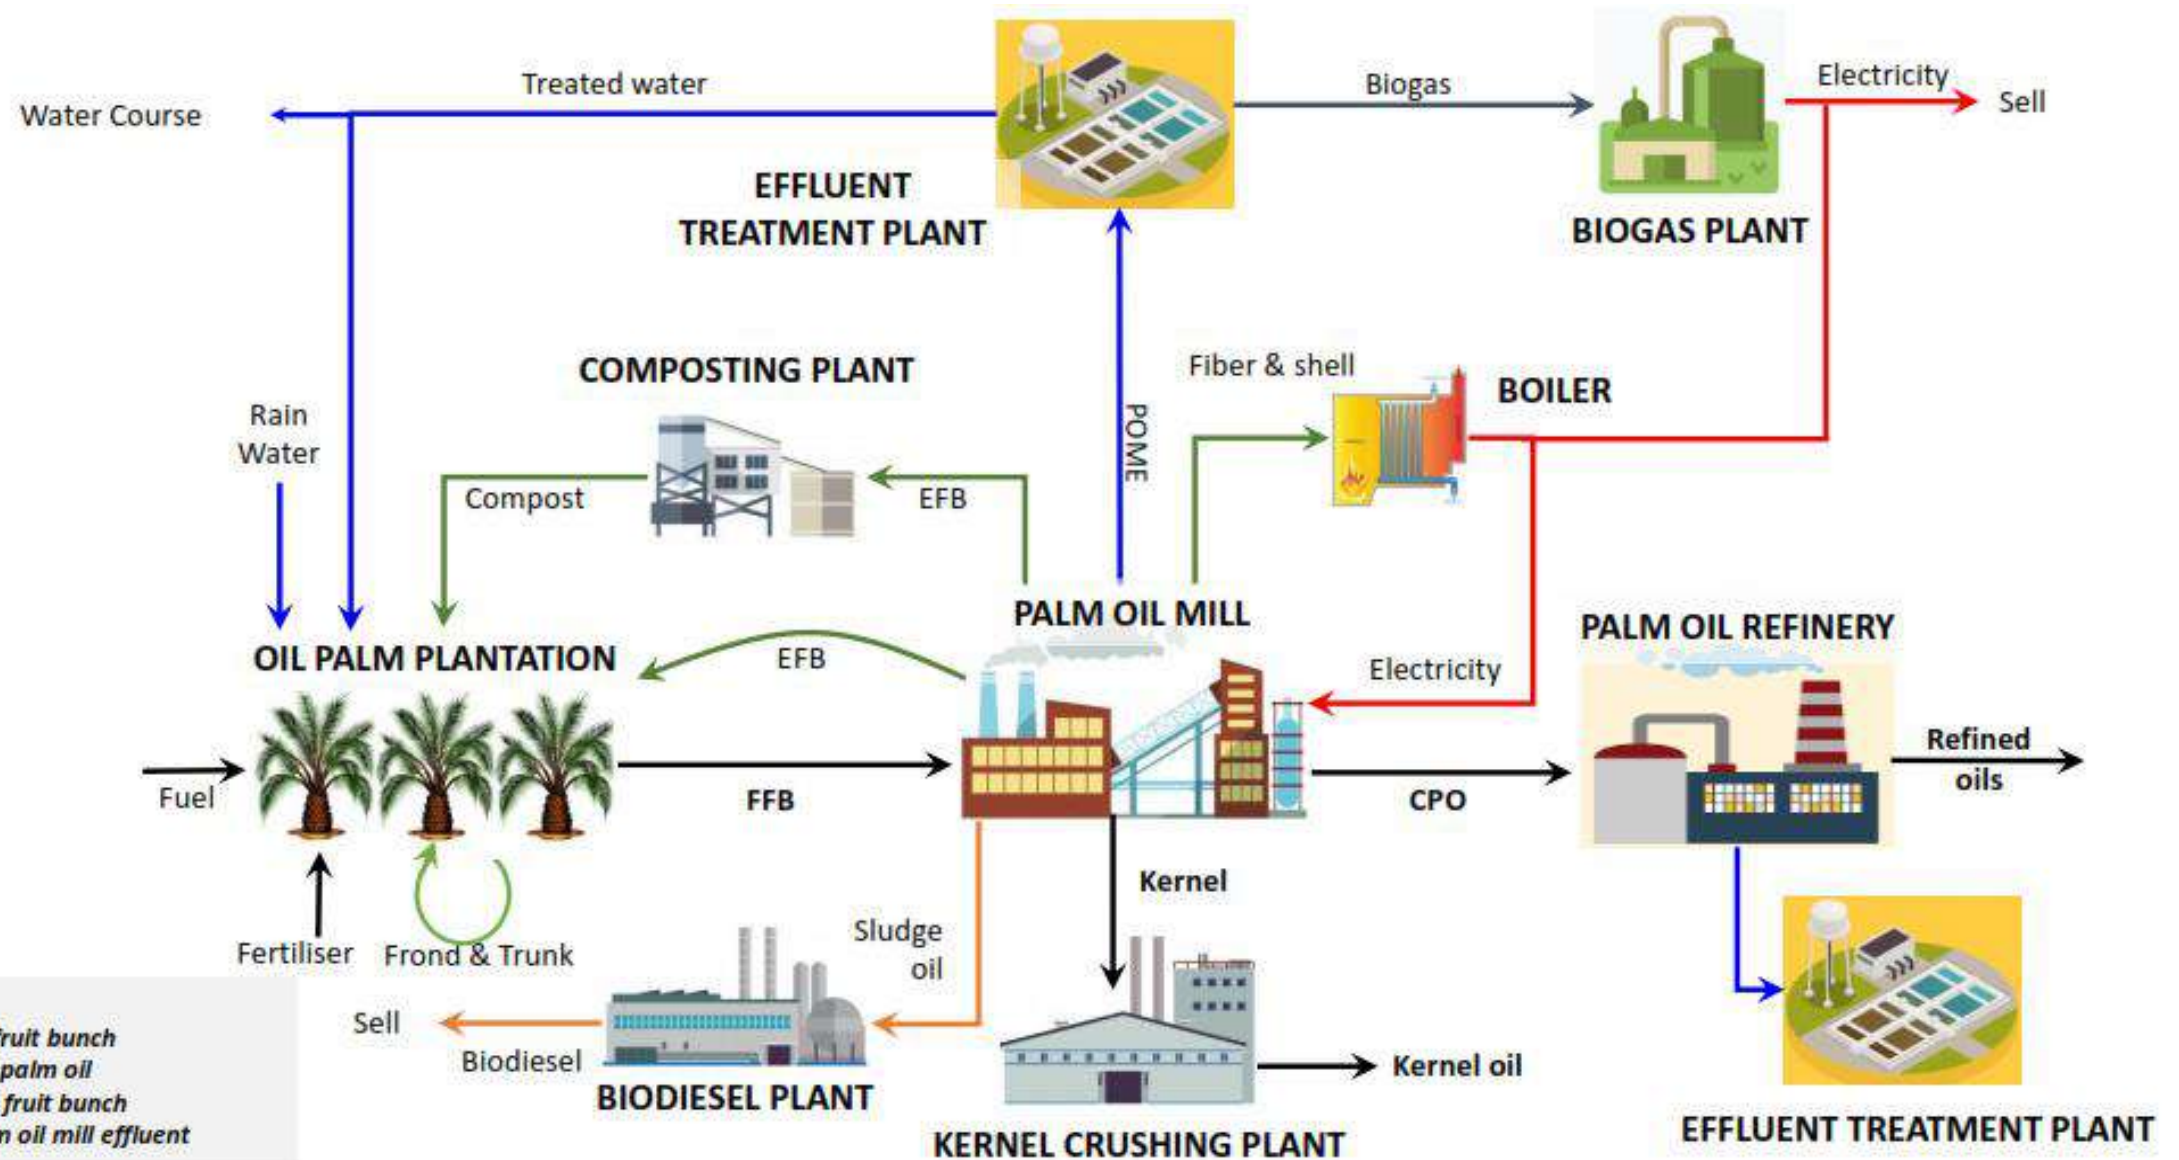 Treated water
Biogas
Electricity
Water Course
Sell
EFFLUENT
TREATMENT PLANT
BIOGAS PLANT
COMPOSTING PLANT
Fiber & shell
BOILER
Rain
Water
POME
Compost
EFB
PALM OIL MILL
PALM OIL REFINERY
OIL PALM PLANTATION
EFB
Electricity
Refined
oils
Fuel
FFB
CPO
Kernel
Sludge
oil
Fertiliser
Frond & Trunk
Sell
Biodiesel
Kernel oil
BIODIESEL PLANT
KERNEL CRUSHING PLANT
EFFLUENT TREATMENT PLANT
fruit bunch
palm oil
fruit bunch
oil mill effluent